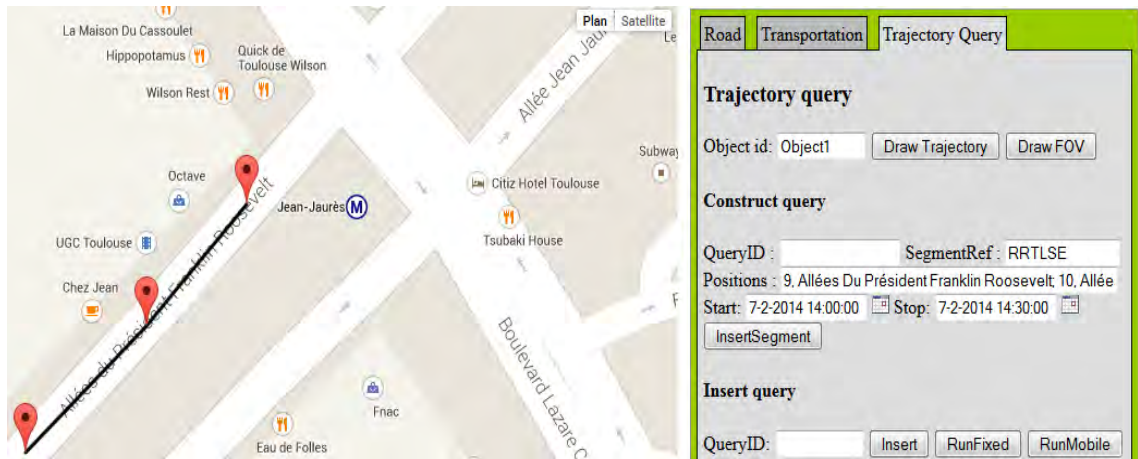 La Maison Du Cassoulet
Hippopotamus
Quick de
Toulouse Wilson
Wilson Rest
Plan Satellite
Le
Allée Jean Jau
Octave
Jean-Jaurès M
Subway
Citiz Hotel Toulouse
Tsubaki House
UGC Toulouse
Chez Jean
Allées du Président Franklin Roosevelt
Boulevard Lazare C
Fnac
Eau de Folles
Road Transportation Trajectory Query
Trajectory query
Object id: Object1 Draw Trajectory Draw FOV
Construct query
QueryID : SegmentRef : RRTLSE
Positions : 9, Allées Du Président Franklin Roosevelt; 10, Allée
Start: 7-2-2014 14:00:00 Stop: 7-2-2014 14:30:00
InsertSegment
Insert query
QueryID: Insert RunFixed RunMobile